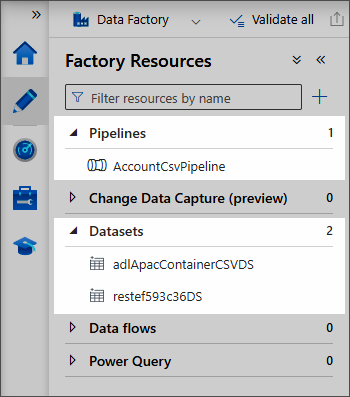 Data Factory Validate all
Factory Resources
Filter resources by name
Pipelines 1
AccountCsvPipeline
Change Data Capture (preview) 0
Datasets 2
adlApacContainerCSVDS
restef593c36DS
Data flows 0
Power Query 0